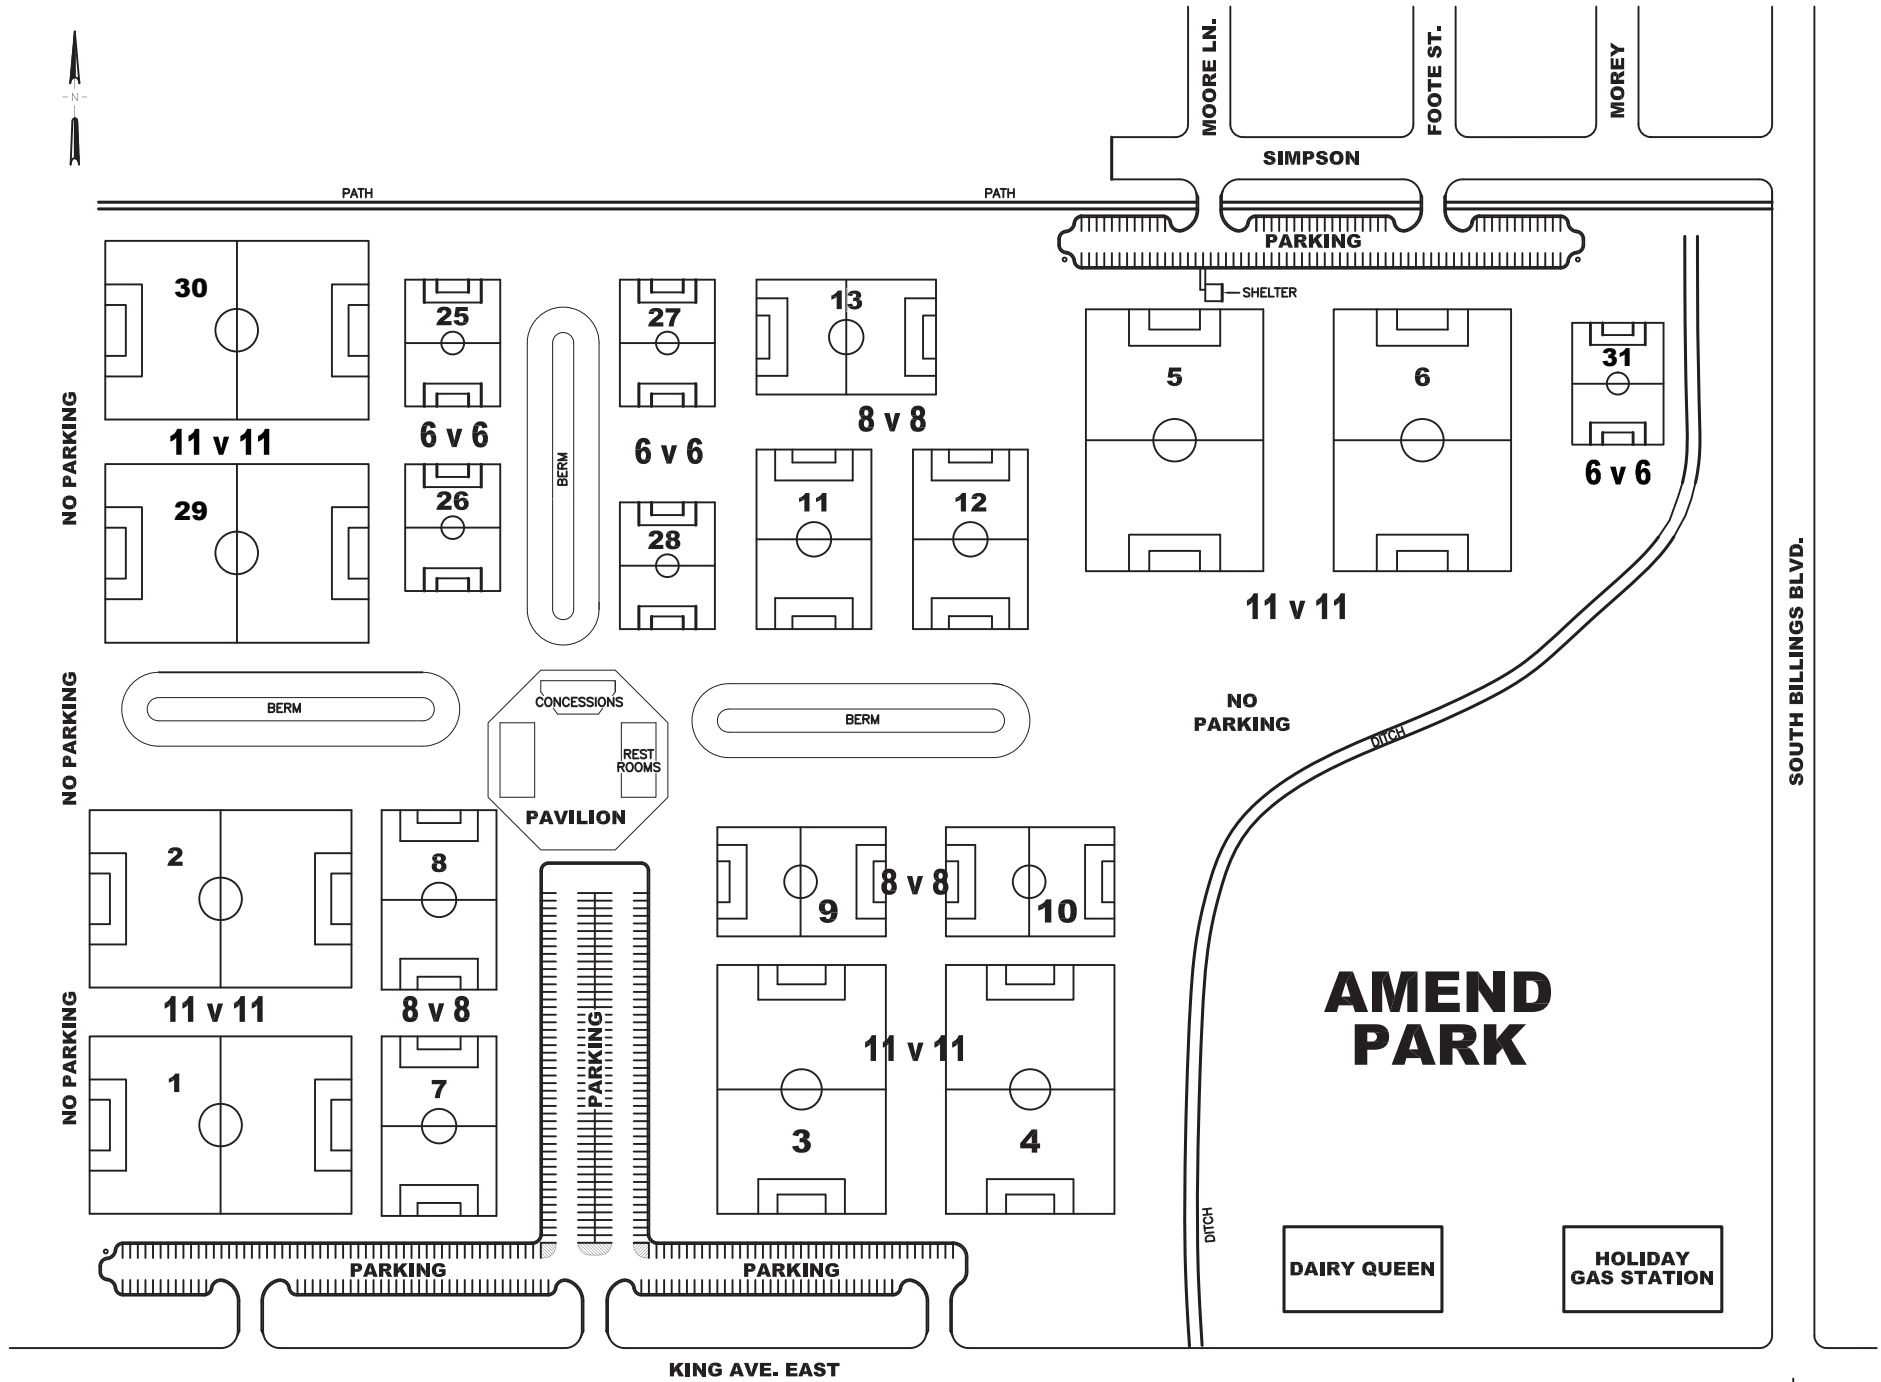 MOORE LN.
FOOTE ST.
MOREY
N
SIMPSON
PATH
PATH
PARKING
SHELTER
30
25
27
13
5
6
31
NO PARKING
11 v 11
6 v 6
6 v 6
8 v 8
6 v 6
BERM
29
26
28
11
12
11 v 11
SOUTH BILLINGS BLVD.
NO PARKING
BERM
CONCESSIONS
REST
ROOMS
PAVILION
BERM
NO
PARKING
DITCH
2
8
9
8 v 8
10
NO PARKING
11 v 11
8 v 8
PARKING
11 v 11
AMEND
PARK
1
7
3
4
DITCH
PARKING
PARKING
DAIRY QUEEN
HOLIDAY
GAS STATION
KING AVE. EAST